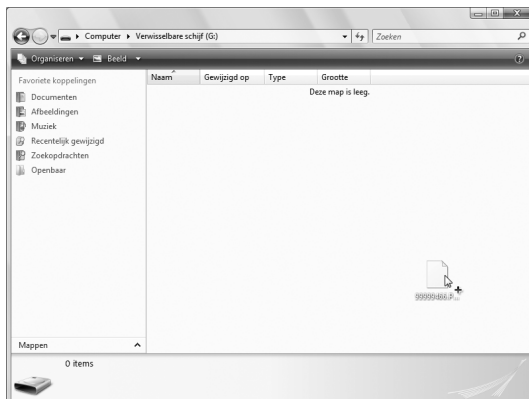 Computer Verwisselbare schijf (G:) Zoeken
Organiseren Beeld
Favoriete koppelingen
Documenten
Afbeeldingen
Muziek
Recentelijk gewijzigd
Zoekopdrachten
Openbaar
Mappen
Naam Gewijzigd op Type Grootte
Deze map is leeg.
0 items